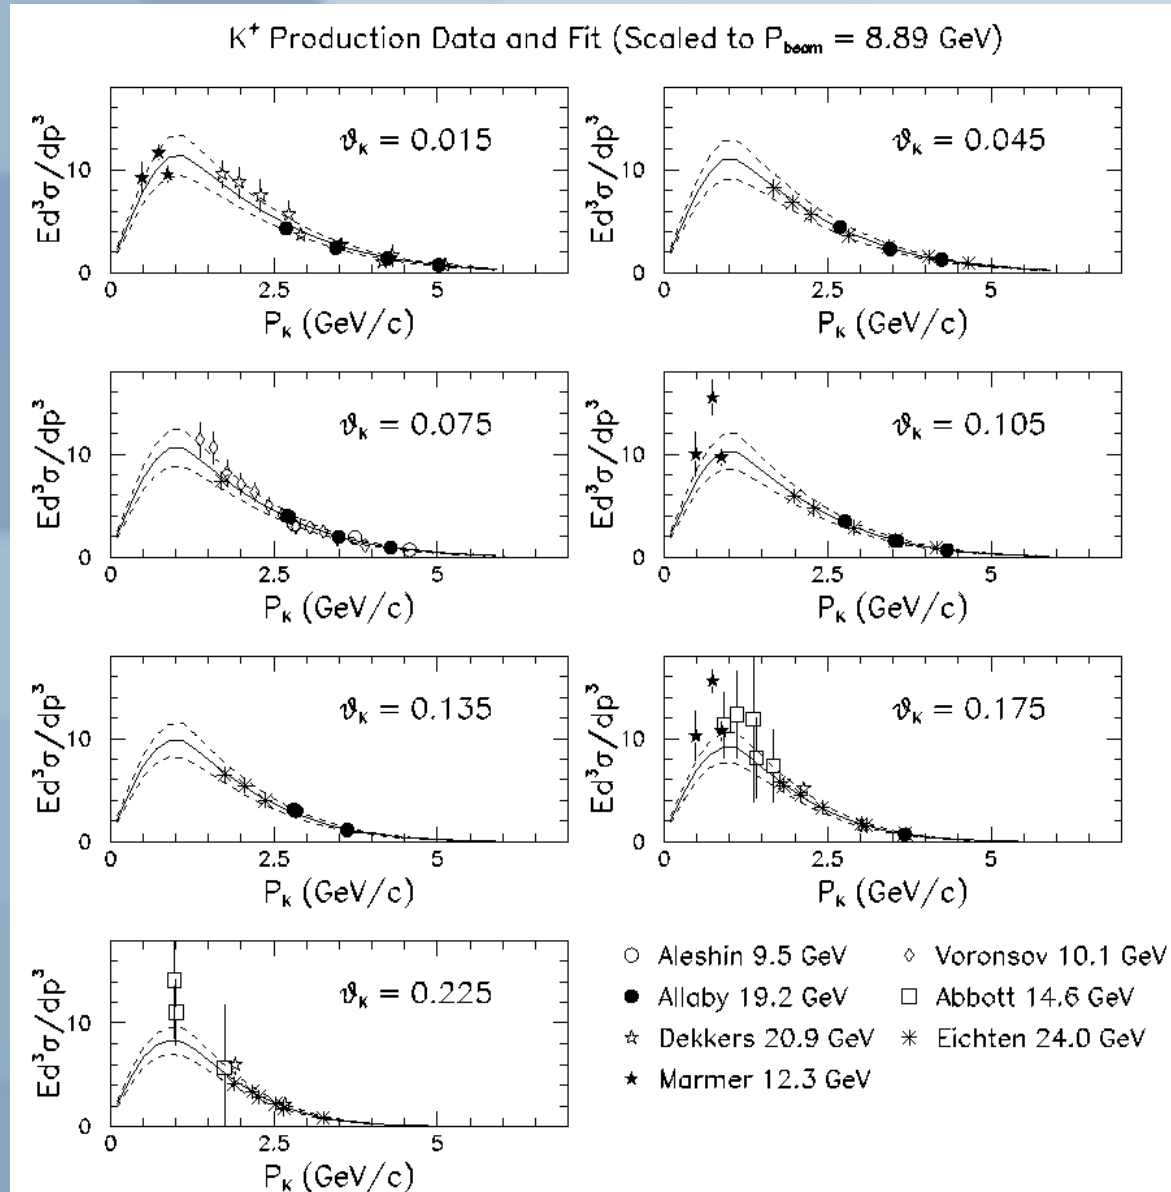 K⁺ Production Data and Fit (Scaled to P_beam = 8.89 GeV)
Ed³σ/dp³
10
0
ϑ_K = 0.015
0 2.5 5
P_K (GeV/c)
Ed³σ/dp³
10
0
ϑ_K = 0.045
0 2.5 5
P_K (GeV/c)
Ed³σ/dp³
10
0
ϑ_K = 0.075
0 2.5 5
P_K (GeV/c)
Ed³σ/dp³
10
0
ϑ_K = 0.105
0 2.5 5
P_K (GeV/c)
Ed³σ/dp³
10
0
ϑ_K = 0.135
0 2.5 5
P_K (GeV/c)
Ed³σ/dp³
10
0
ϑ_K = 0.175
0 2.5 5
P_K (GeV/c)
Ed³σ/dp³
10
0
ϑ_K = 0.225
0 2.5 5
P_K (GeV/c)
Aleshin 9.5 GeV
Allaby 19.2 GeV
Dekkers 20.9 GeV
Marmer 12.3 GeV
Voronsov 10.1 GeV
Abbott 14.6 GeV
Eichten 24.0 GeV